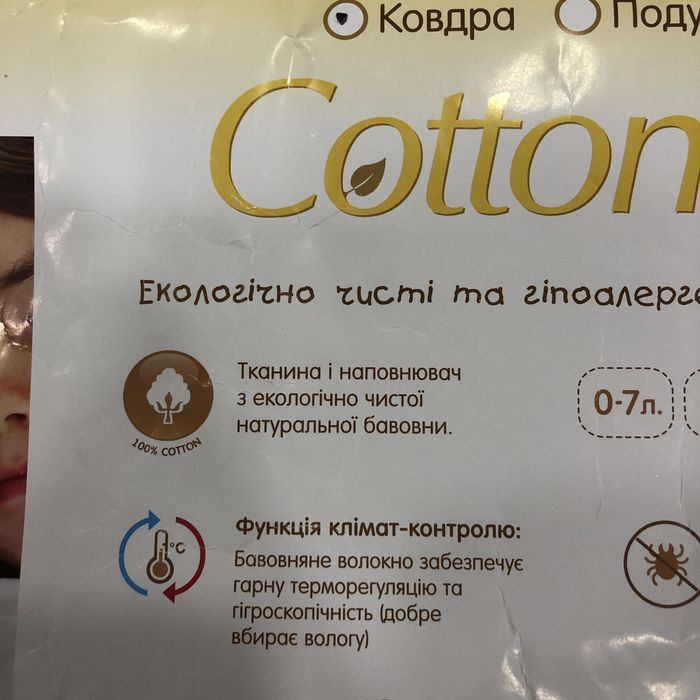 Ковдра
Cotton
Екологічно чисті та
Тканина і наповнювач
з екологічно чистої
натуральної бавовни.
0-7л.
100% COTTON
Функція клімат-контролю:
°C
Бавовняне волокно забезпечує
гарну терморегуляцію та
гігроскопічність (добре
вбирає вологу)